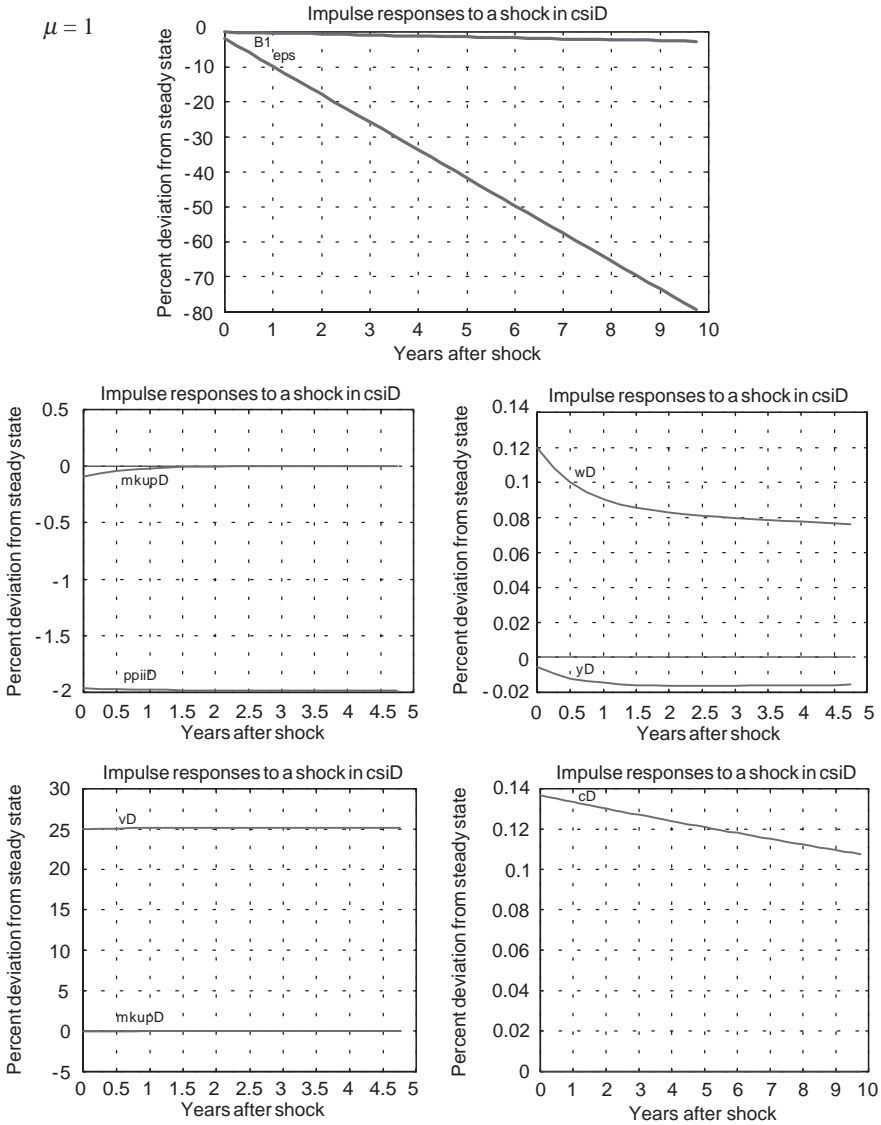 μ = 1
Impulse responses to a shock in csiD
Percent deviation from steady state
0
-10
-20
-30
-40
-50
-60
-70
-80
B1
eps
0 1 2 3 4 5 6 7 8 9 10
Years after shock
Impulse responses to a shock in csiD
Percent deviation from steady state
0.5
0
-0.5
-1
-1.5
-2
mkupD
ppiiD
0 0.5 1 1.5 2 2.5 3 3.5 4 4.5 5
Years after shock
Impulse responses to a shock in csiD
Percent deviation from steady state
0.14
0.12
0.1
0.08
0.06
0.04
0.02
0
-0.02
wD
yD
0 0.5 1 1.5 2 2.5 3 3.5 4 4.5 5
Years after shock
Impulse responses to a shock in csiD
Percent deviation from steady state
30
25
20
15
10
5
0
-5
vD
mkupD
0 0.5 1 1.5 2 2.5 3 3.5 4 4.5 5
Years after shock
Impulse responses to a shock in csiD
Percent deviation from steady state
0.14
0.12
0.1
0.08
0.06
0.04
0.02
0
cD
0 1 2 3 4 5 6 7 8 9 10
Years after shock